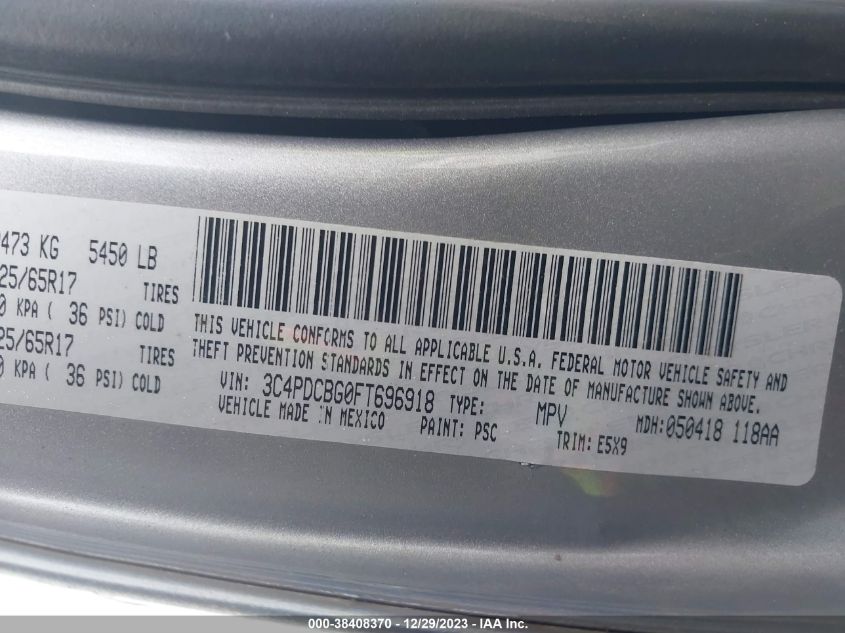 473 KG 5450 LB
25/65R17 TIRES
0 KPA ( 36 PSI) COLD
25/65R17 TIRES
0 KPA ( 36 PSI) COLD
THIS VEHICLE CONFORMS TO ALL APPLICABLE U.S.A. FEDERAL MOTOR VEHICLE SAFETY AND
THEFT PREVENTION STANDARDS IN EFFECT ON THE DATE OF MANUFACTURE SHOWN ABOVE.
VIN: 3C4PDCBG0FT696918 TYPE: MPV MDH:050418 118AA
VEHICLE MADE IN MEXICO PAINT: PSC TRIM: E5X9
000-38408370 - 12/29/2023 - IAA Inc.